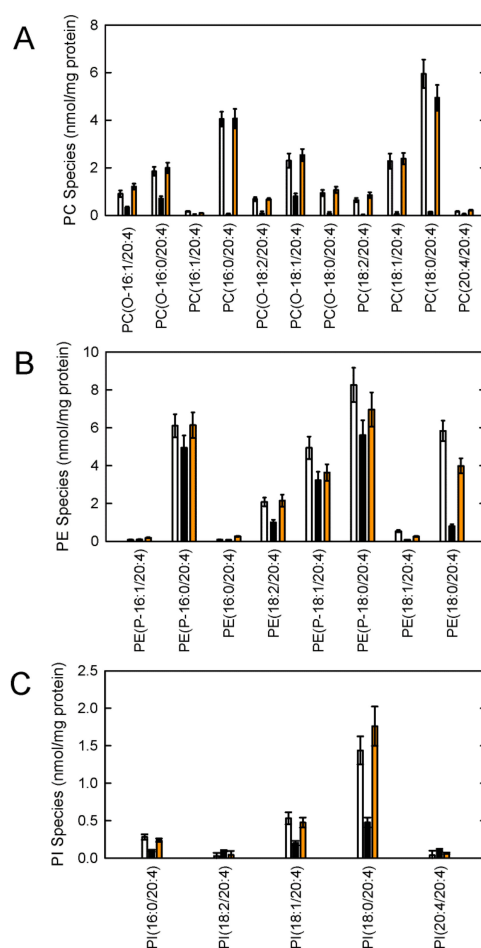 A
PC Species (nmol/mg protein)
8
6
4
2
0
PC(O-16:1/20:4)
PC(O-16:0/20:4)
PC(16:1/20:4)
PC(16:0/20:4)
PC(O-18:2/20:4)
PC(O-18:1/20:4)
PC(O-18:0/20:4)
PC(18:2/20:4)
PC(18:1/20:4)
PC(18:0/20:4)
PC(20:4/20:4)
B
PE Species (nmol/mg protein)
10
8
6
4
2
0
PE(P-16:1/20:4)
PE(P-16:0/20:4)
PE(16:0/20:4)
PE(18:2/20:4)
PE(P-18:1/20:4)
PE(P-18:0/20:4)
PE(18:1/20:4)
PE(18:0/20:4)
C
PI Species (nmol/mg protein)
2.5
2.0
1.5
1.0
0.5
0.0
PI(16:0/20:4)
PI(18:2/20:4)
PI(18:1/20:4)
PI(18:0/20:4)
PI(20:4/20:4)